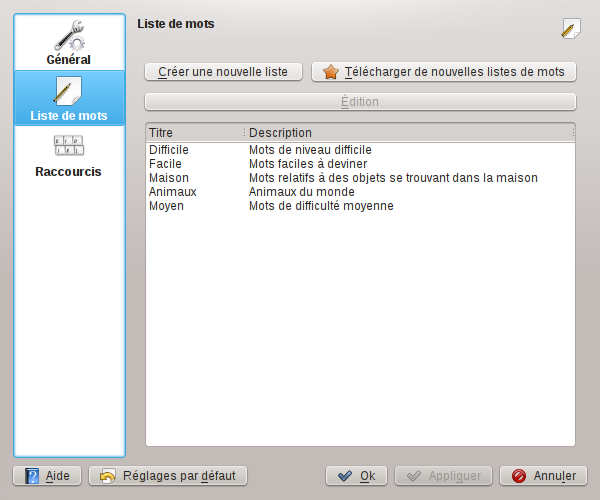 Liste de mots
Général
Liste de mots
Raccourcis
Créer une nouvelle liste
Télécharger de nouvelles listes de mots
Édition
Titre Description
Difficile Mots de niveau difficile
Facile Mots faciles à deviner
Maison Mots relatifs à des objets se trouvant dans la maison
Animaux Animaux du monde
Moyen Mots de difficulté moyenne
Aide Réglages par défaut Ok Appliquer Annuler